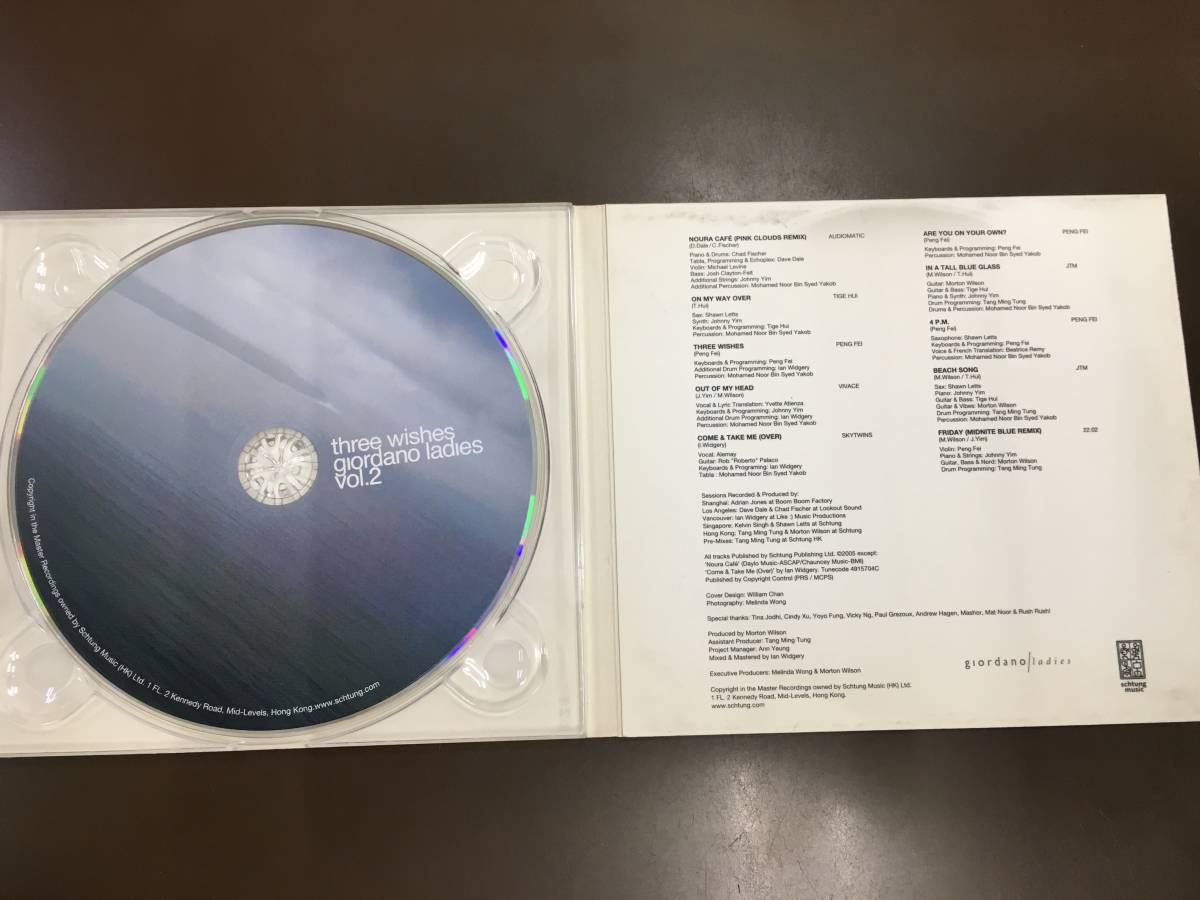 three wishes
giordano ladies
vol.2
Copyright in the Master Recordings owned by Schtung Music (HK) Ltd. 1 FL. 2 Kennedy Road, Mid-Levels, Hong Kong.www.schtung.com
NOURA CAFÉ (PINK CLOUDS REMIX) AUDIOMATIC
(D.Dale / C.Fischer)
Piano & Drums: Chad Fischer
Tabla, Programming & Echoplex: Dave Dale
Violin: Michael Levine
Bass: Josh Clayton-Felt
Additional Strings: Johnny Yim
Additional Percussion: Mohamed Noor Bin Syed Yakob
ON MY WAY OVER TIGE HUI
(T.Hui)
Sax: Shawn Letts
Synth: Johnny Yim
Keyboards & Programming: Tige Hui
Percussion: Mohamed Noor Bin Syed Yakob
THREE WISHES PENG FEI
(Peng Fei)
Keyboards & Programming: Peng Fei
Additional Drum Programming: Ian Widgery
Percussion: Mohamed Noor Bin Syed Yakob
OUT OF MY HEAD VIVACE
(J.Yim / M.Wilson)
Vocal & Lyric Translation: Yvette Atienza
Keyboards & Programming: Johnny Yim
Additional Drum Programming: Ian Widgery
Percussion: Mohamed Noor Bin Syed Yakob
COME & TAKE ME (OVER) SKYTWINS
(I.Widgery)
Vocal: Alemay
Guitar: Rob "Roberto" Palaco
Keyboards & Programing: Ian Widgery
Tabla : Mohamed Noor Bin Syed Yakob
ARE YOU ON YOUR OWN? PENG FEI
(Peng Fei)
Keyboards & Programming: Peng Fei
Percussion: Mohamed Noor Bin Syed Yakob
IN A TALL BLUE GLASS JTM
(M.Wilson / T.Hui)
Guitar: Morton Wilson
Guitar & Bass: Tige Hui
Piano & Synth: Johnny Yim
Drum Programming: Tang Ming Tung
Drums & Percussion: Mohamed Noor Bin Syed Yakob
4 P.M. PENG FEI
(Peng Fei)
Saxophone: Shawn Letts
Keyboards & Programming: Peng Fei
Voice & French Translation: Beatrice Remy
Percussion: Mohamed Noor Bin Syed Yakob
BEACH SONG JTM
(M.Wilson / T.Hui)
Sax: Shawn Letts
Piano: Johnny Yim
Guitar & Bass: Tige Hui
Guitar & Vibes: Morton Wilson
Drum Programming: Tang Ming Tung
Percussion: Mohamed Noor Bin Syed Yakob
FRIDAY (MIDNITE BLUE REMIX) 22:02
(M.Wilson / J.Yim)
Violin: Peng Fei
Piano & Strings: Johnny Yim
Guitar, Bass & Nord: Morton Wilson
Drum Programming: Tang Ming Tung
Sessions Recorded & Produced by:
Shanghai: Adrian Jones at Boom Boom Factory
Los Angeles: Dave Dale & Chad Fischer at Lookout Sound
Vancouver: Ian Widgery at Like :) Music Productions
Singapore: Kelvin Singh & Shawn Letts at Schtung
Hong Kong: Tang Ming Tung & Morton Wilson at Schtung
Pre-Mixes: Tang Ming Tung at Schtung HK
All tracks Published by Schtung Publishing Ltd. ©2005 except:
'Noura Café' (Daylo Music-ASCAP/Chauncey Music-BMI)
'Come & Take Me (Over)' by Ian Widgery, Tunecode 4915704C
Published by Copyright Control (PRS / MCPS)
Cover Design: William Chan
Photography: Melinda Wong
Special thanks: Tina Jodhi, Cindy Xu, Yoyo Fung, Vicky Ng, Paul Grezoux, Andrew Hagen, Mashor, Mat Noor & Rush Rush!
Produced by Morton Wilson
Assistant Producer: Tang Ming Tung
Project Manager: Ann Yeung
Mixed & Mastered by Ian Widgery
Executive Producers: Melinda Wong & Morton Wilson
Copyright in the Master Recordings owned by Schtung Music (HK) Ltd.
1 FL. 2 Kennedy Road, Mid-Levels, Hong Kong.
www.schtung.com
giordano/ladies
schtung
music